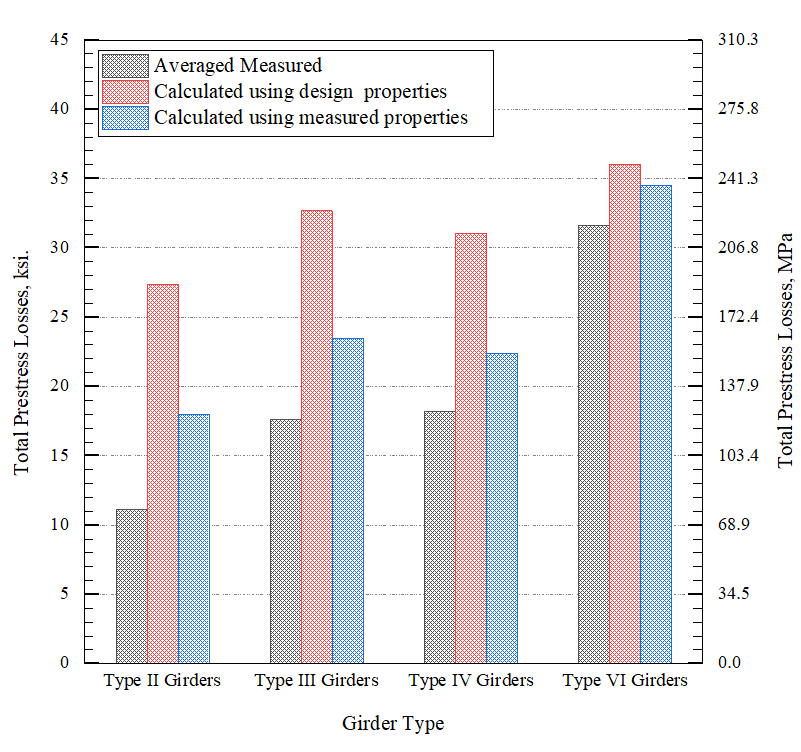 45
40
35
30
25
20
15
10
5
0
310.3
275.8
241.3
206.8
172.4
137.9
103.4
68.9
34.5
0.0
Averaged Measured
Calculated using design properties
Calculated using measured properties
Total Prestress Losses, ksi.
Total Prestress Losses, MPa
Type II Girders
Type III Girders
Type IV Girders
Type VI Girders
Girder Type